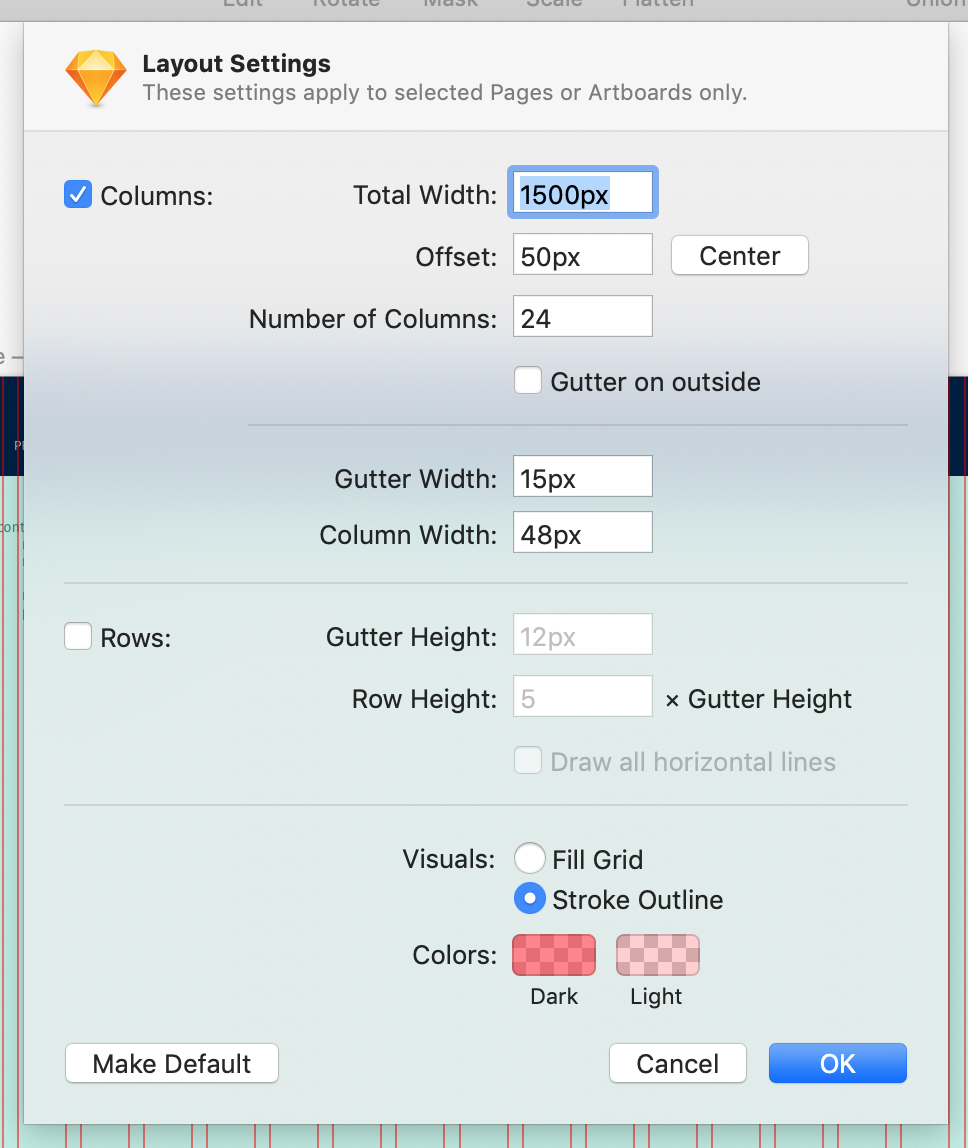 Edit Rotate Mask Scale Flatten Union
Layout Settings
These settings apply to selected Pages or Artboards only.
Columns:
Total Width: 1500px
Offset: 50px Center
Number of Columns: 24
Gutter on outside
Gutter Width: 15px
Column Width: 48px
Rows:
Gutter Height: 12px
Row Height: 5 × Gutter Height
Draw all horizontal lines
Visuals: Fill Grid
Stroke Outline
Colors:
Dark Light
Make Default Cancel OK